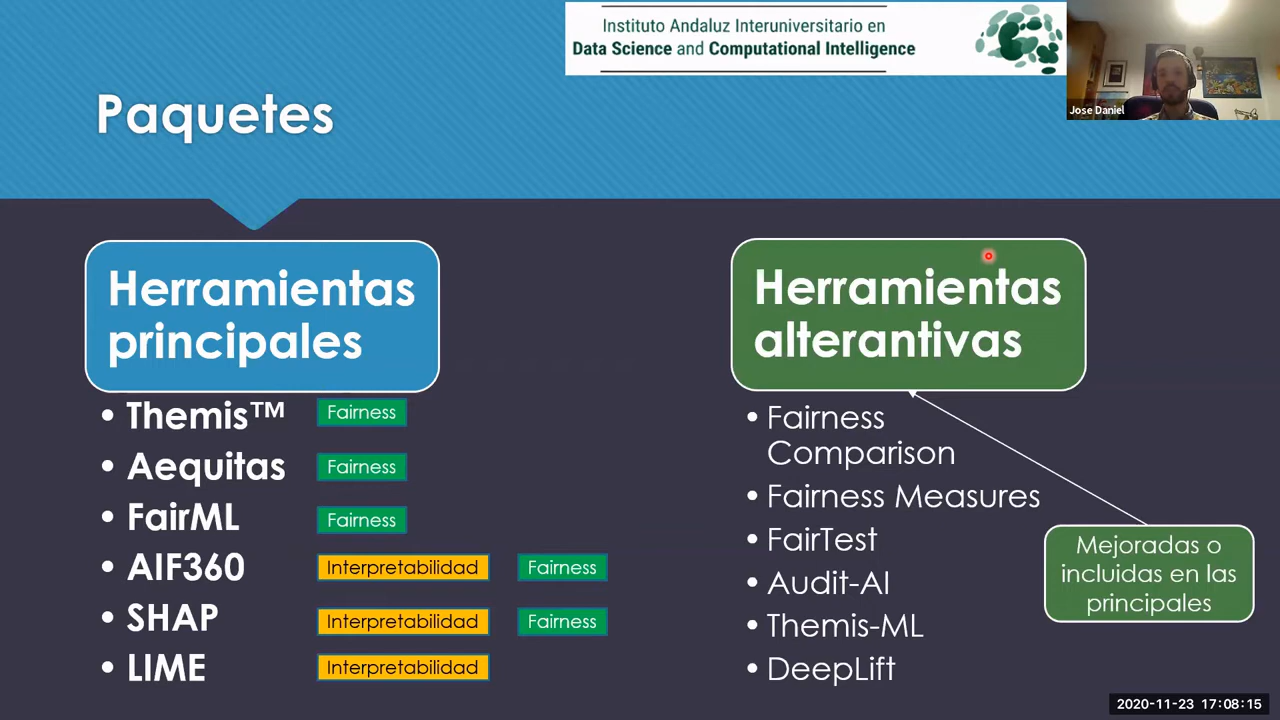 Instituto Andaluz Interuniversitario en
Data Science and Computational Intelligence
Jose Daniel
Paquetes
Herramientas
principales
• Themis™ Fairness
• Aequitas Fairness
• FairML Fairness
• AIF360 Interpretabilidad Fairness
• SHAP Interpretabilidad Fairness
• LIME Interpretabilidad
Herramientas
alterantivas
• Fairness
Comparison
• Fairness Measures
• FairTest
• Audit-AI
• Themis-ML
• DeepLift
Mejoradas o
incluidas en las
principales
2020-11-23 17:08:15